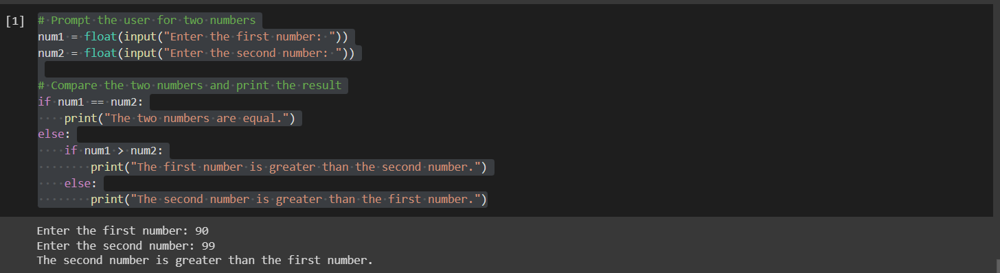 [1] # Prompt the user for two numbers
num1 = float(input("Enter the first number: "))
num2 = float(input("Enter the second number: "))

# Compare the two numbers and print the result
if num1 == num2:
    print("The two numbers are equal.")
else:
    if num1 > num2:
        print("The first number is greater than the second number.")
    else:
        print("The second number is greater than the first number.")
Enter the first number: 90
Enter the second number: 99
The second number is greater than the first number.